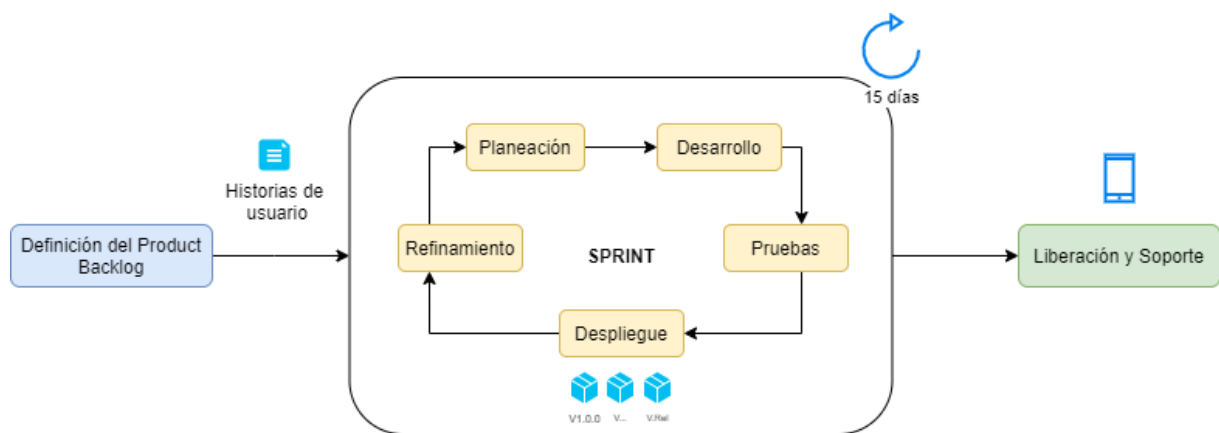 15 días
Planeación
Desarrollo
Historias de
usuario
Definición del Product
Backlog
Refinamiento
SPRINT
Pruebas
Liberación y Soporte
Despliegue
V1.0.0
V...
V.Rel